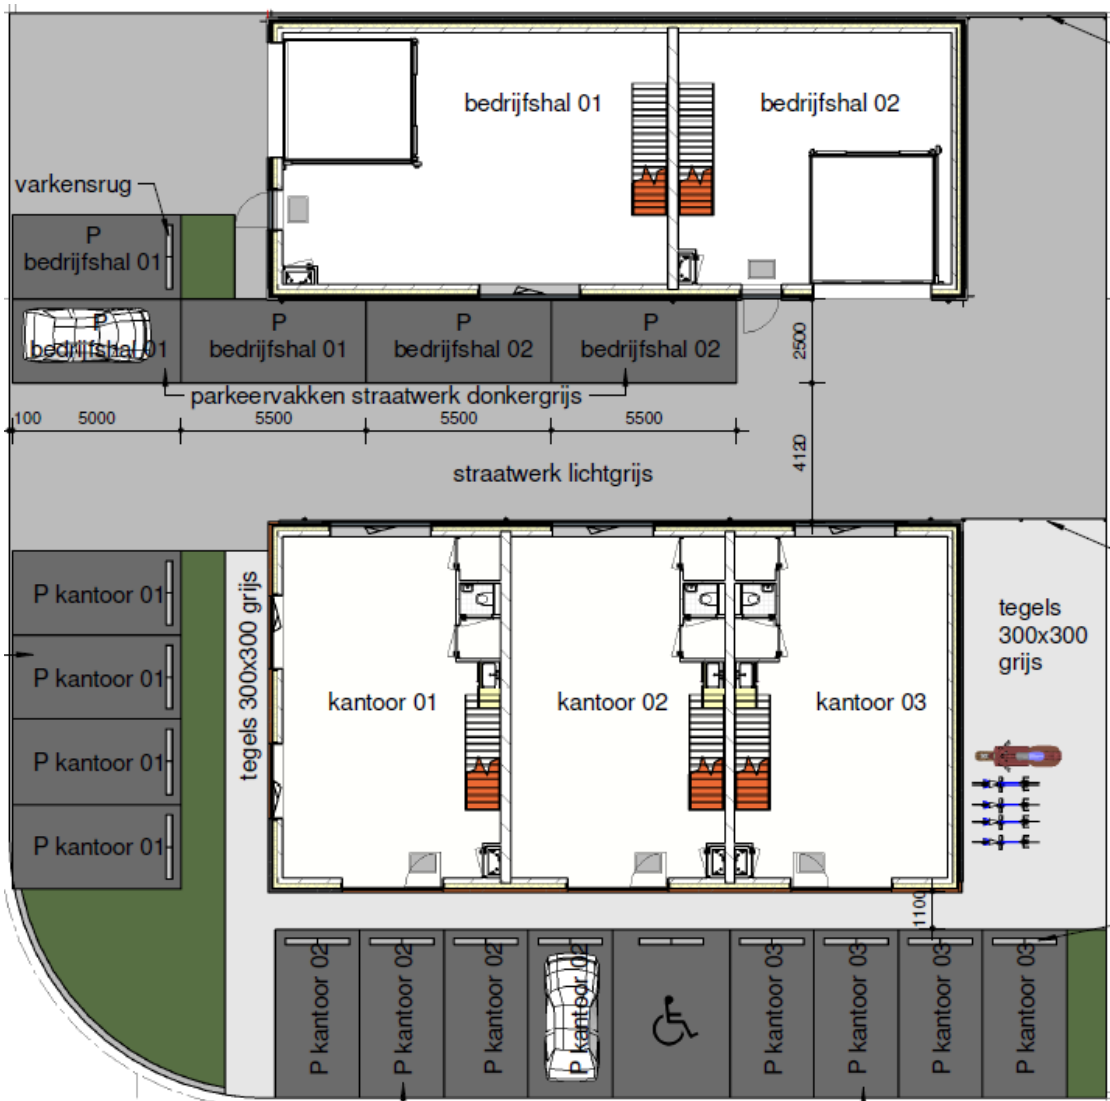 bedrijfshal 01
bedrijfshal 02
varkensrug
P
bedrijfshal 01
P
bedrijfshal 01
P
bedrijfshal 01
P
bedrijfshal 02
P
bedrijfshal 02
2500
parkeervakken straatwerk donkergrijs
100
5000
5500
5500
5500
4120
straatwerk lichtgrijs
P kantoor 01
P kantoor 01
P kantoor 01
P kantoor 01
tegels 300x300 grijs
kantoor 01
kantoor 02
kantoor 03
tegels
300x300
grijs
1100
P kantoor 02
P kantoor 02
P kantoor 02
P kantoor 02
P kantoor 03
P kantoor 03
P kantoor 03
P kantoor 03